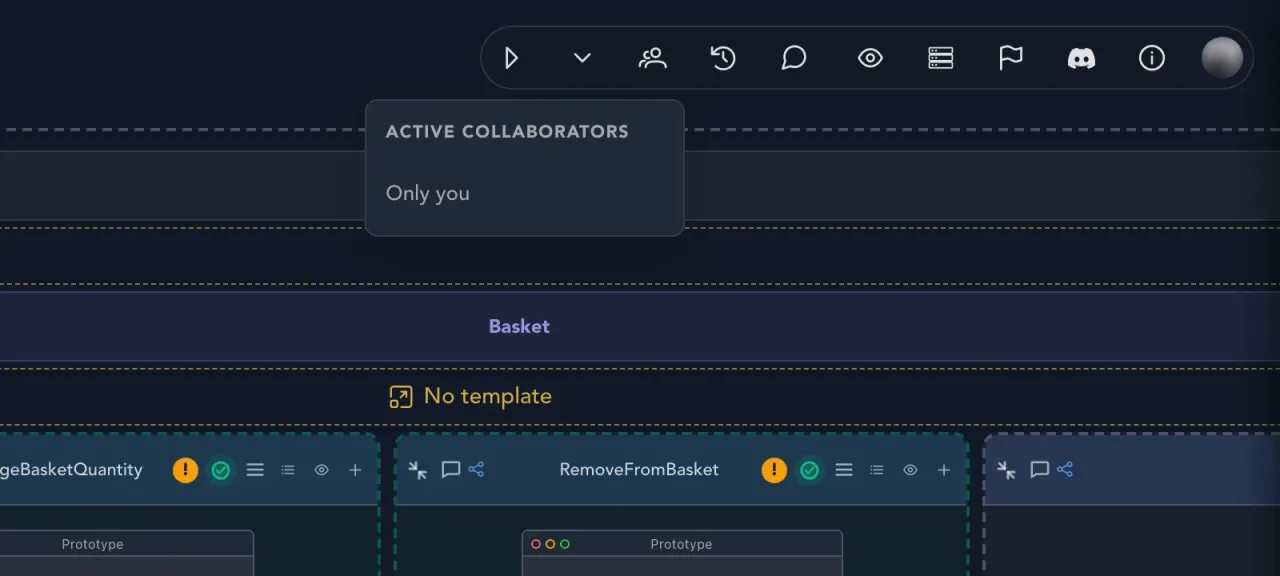 ACTIVE COLLABORATORS
Only you
Basket
No template
geBasketQuantity
RemoveFromBasket
Prototype
Prototype